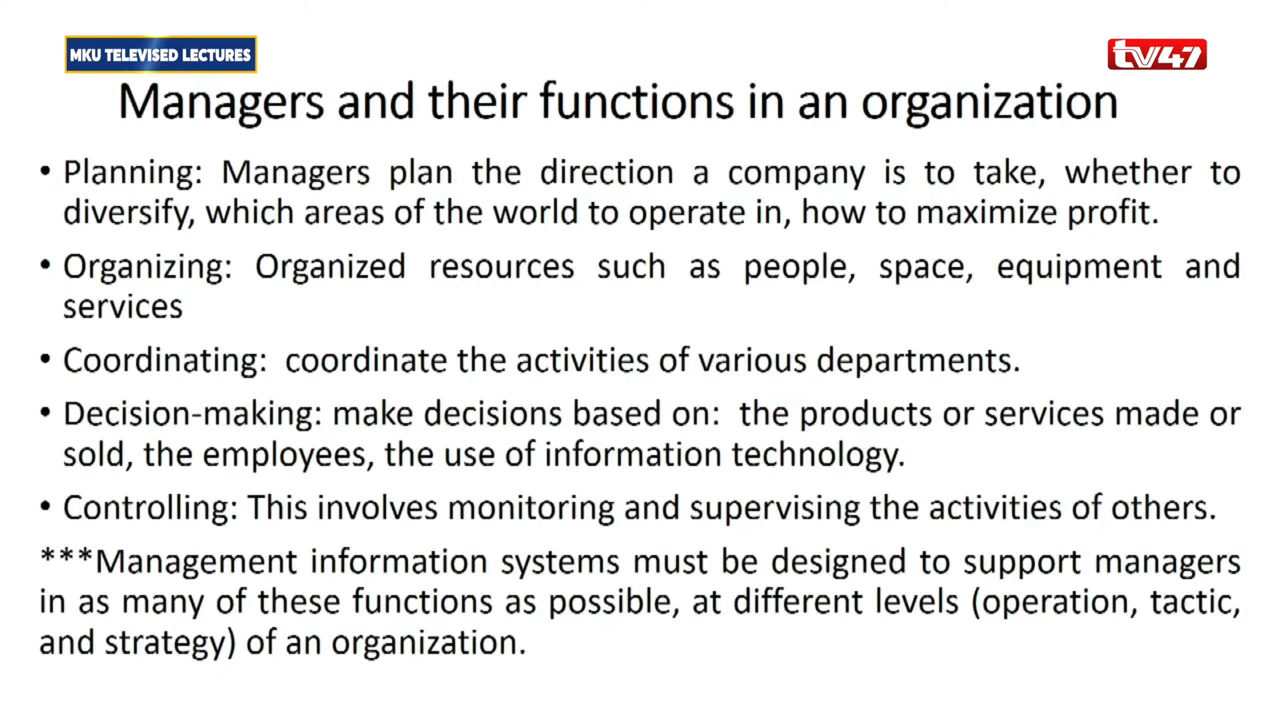 MKU TELEVISED LECTURES
tv47
Managers and their functions in an organization
• Planning: Managers plan the direction a company is to take, whether to
diversify, which areas of the world to operate in, how to maximize profit.
• Organizing: Organized resources such as people, space, equipment and
services
• Coordinating: coordinate the activities of various departments.
• Decision-making: make decisions based on: the products or services made or
sold, the employees, the use of information technology.
• Controlling: This involves monitoring and supervising the activities of others.
***Management information systems must be designed to support managers
in as many of these functions as possible, at different levels (operation, tactic,
and strategy) of an organization.